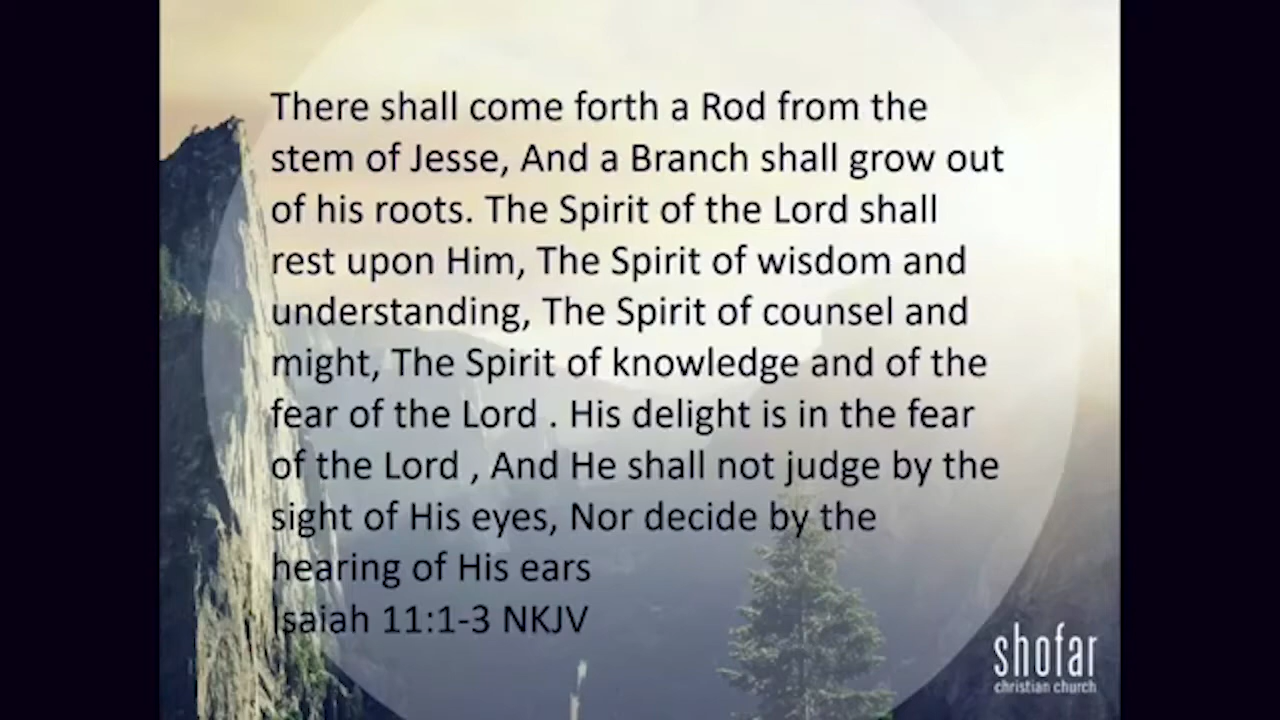 There shall come forth a Rod from the
stem of Jesse, And a Branch shall grow out
of his roots. The Spirit of the Lord shall
rest upon Him, The Spirit of wisdom and
understanding, The Spirit of counsel and
might, The Spirit of knowledge and of the
fear of the Lord . His delight is in the fear
of the Lord , And He shall not judge by the
sight of His eyes, Nor decide by the
hearing of His ears
Isaiah 11:1-3 NKJV
shofar
christian church